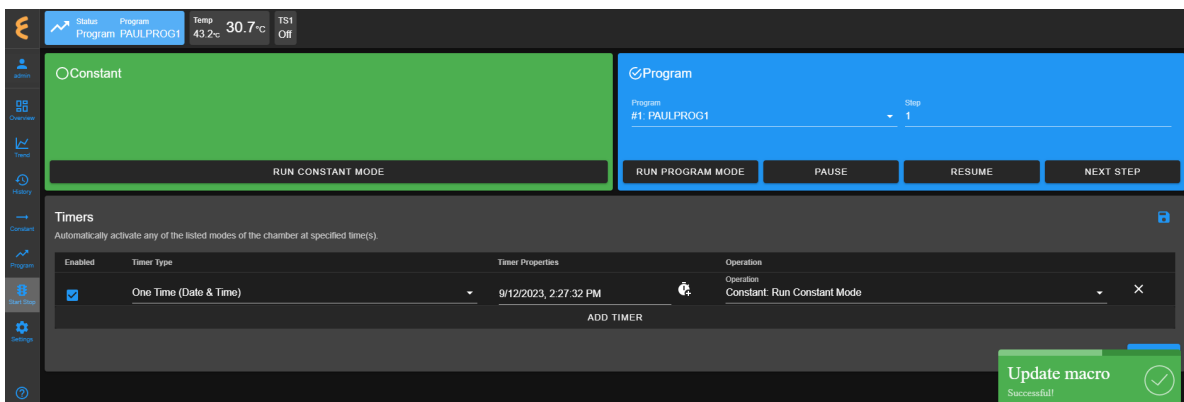 Status Program Temp TS1
Program PAULPROG1 43.2°C 30.7°C Off
admin
Overview
Trend
History
Constant
Program
Start Stop
Settings
Constant
RUN CONSTANT MODE
Program
Program Step
#1: PAULPROG1 1
RUN PROGRAM MODE PAUSE RESUME NEXT STEP
Timers
Automatically activate any of the listed modes of the chamber at specified time(s).
Enabled Timer Type Timer Properties Operation
Operation
One Time (Date & Time) 9/12/2023, 2:27:32 PM Constant: Run Constant Mode
ADD TIMER
Update macro
Successful!